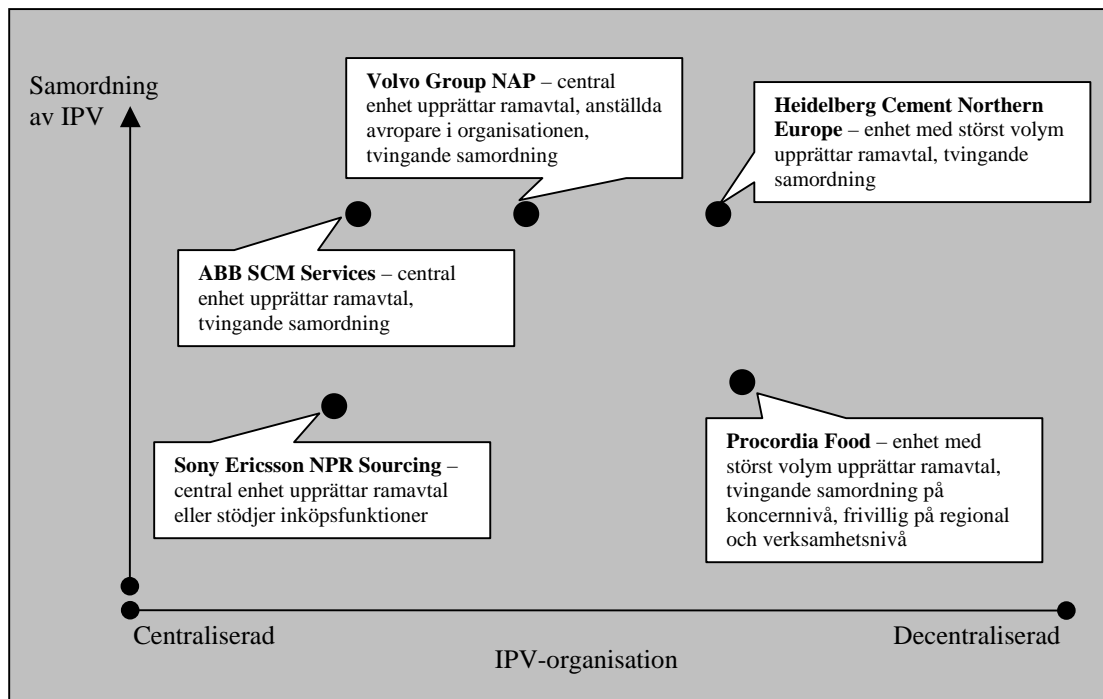 Samordning
av IPV
Volvo Group NAP – central
enhet upprättar ramavtal, anställda
avropare i organisationen,
tvingande samordning
Heidelberg Cement Northern
Europe – enhet med störst volym
upprättar ramavtal, tvingande
samordning
ABB SCM Services – central
enhet upprättar ramavtal,
tvingande samordning
Sony Ericsson NPR Sourcing –
central enhet upprättar ramavtal
eller stödjer inköpsfunktioner
Procordia Food – enhet med
störst volym upprättar ramavtal,
tvingande samordning på
koncernnivå, frivillig på regional
och verksamhetsnivå
Centraliserad
Decentraliserad
IPV-organisation